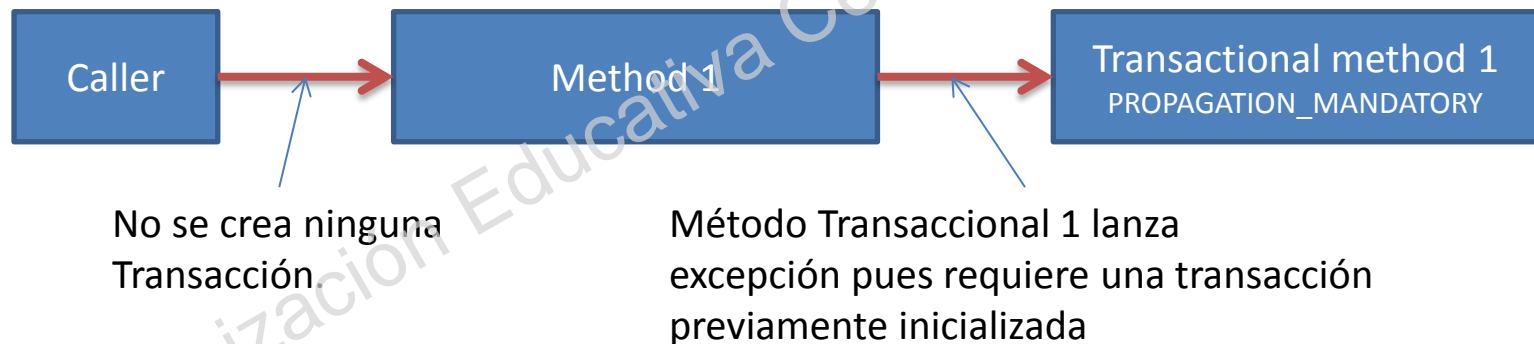 Caller
Method 1
Transactional method 1
PROPAGATION_MANDATORY
No se crea ninguna
Transacción.
Método Transaccional 1 lanza
excepción pues requiere una transacción
previamente inicializada
Educativa